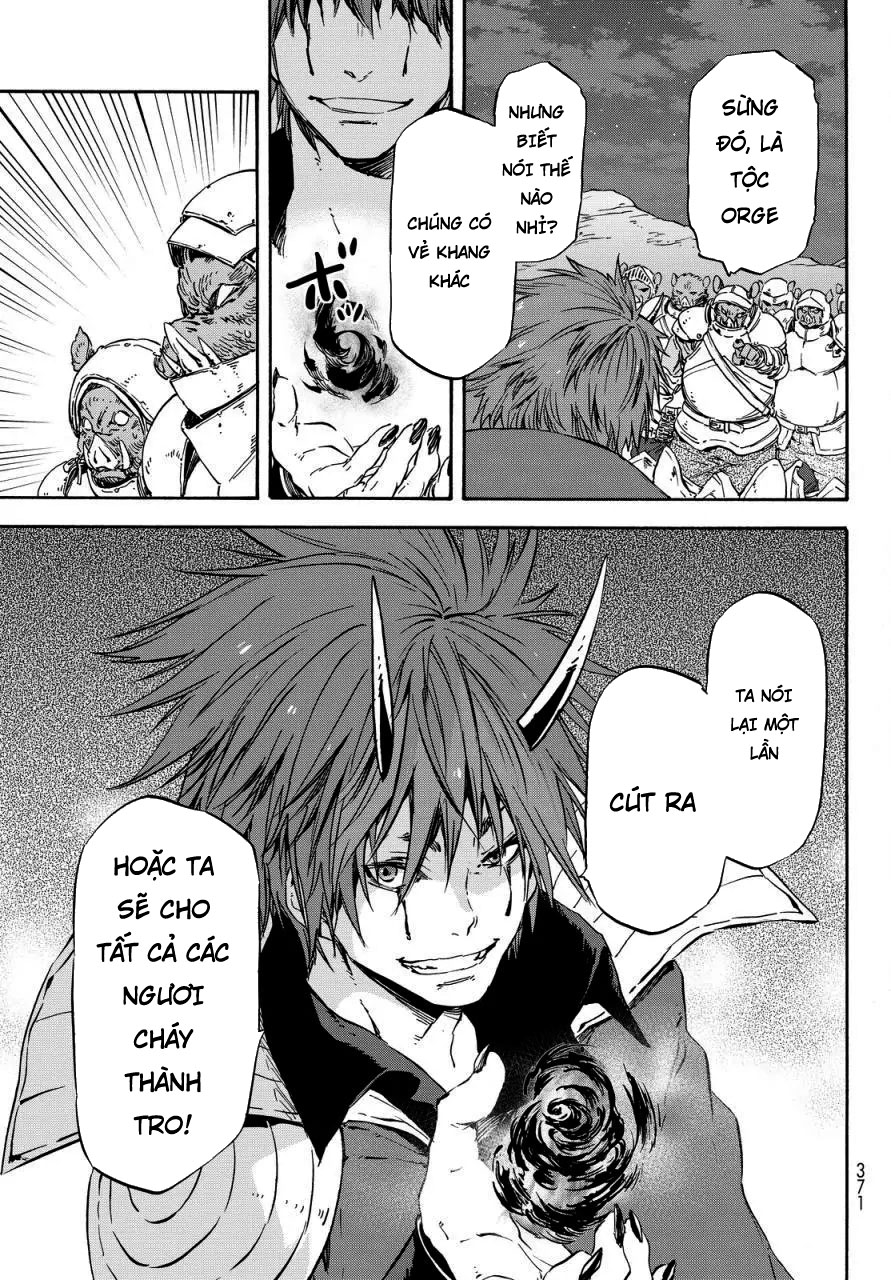 SỪNG
ĐÓ, LÀ
TỘC
ORGE
NHƯNG
BIẾT
NÓI THẾ
NÀO
NHỈ?
CHÚNG CÓ
VẺ KHANG
KHÁC
ボッ
TA NÓI
LẠI MỘT
LẦN
CÚT RA
HOẶC TA
SẼ CHO
TẤT CẢ CÁC
NGƯƠI
CHÁY
THÀNH
TRO!
371